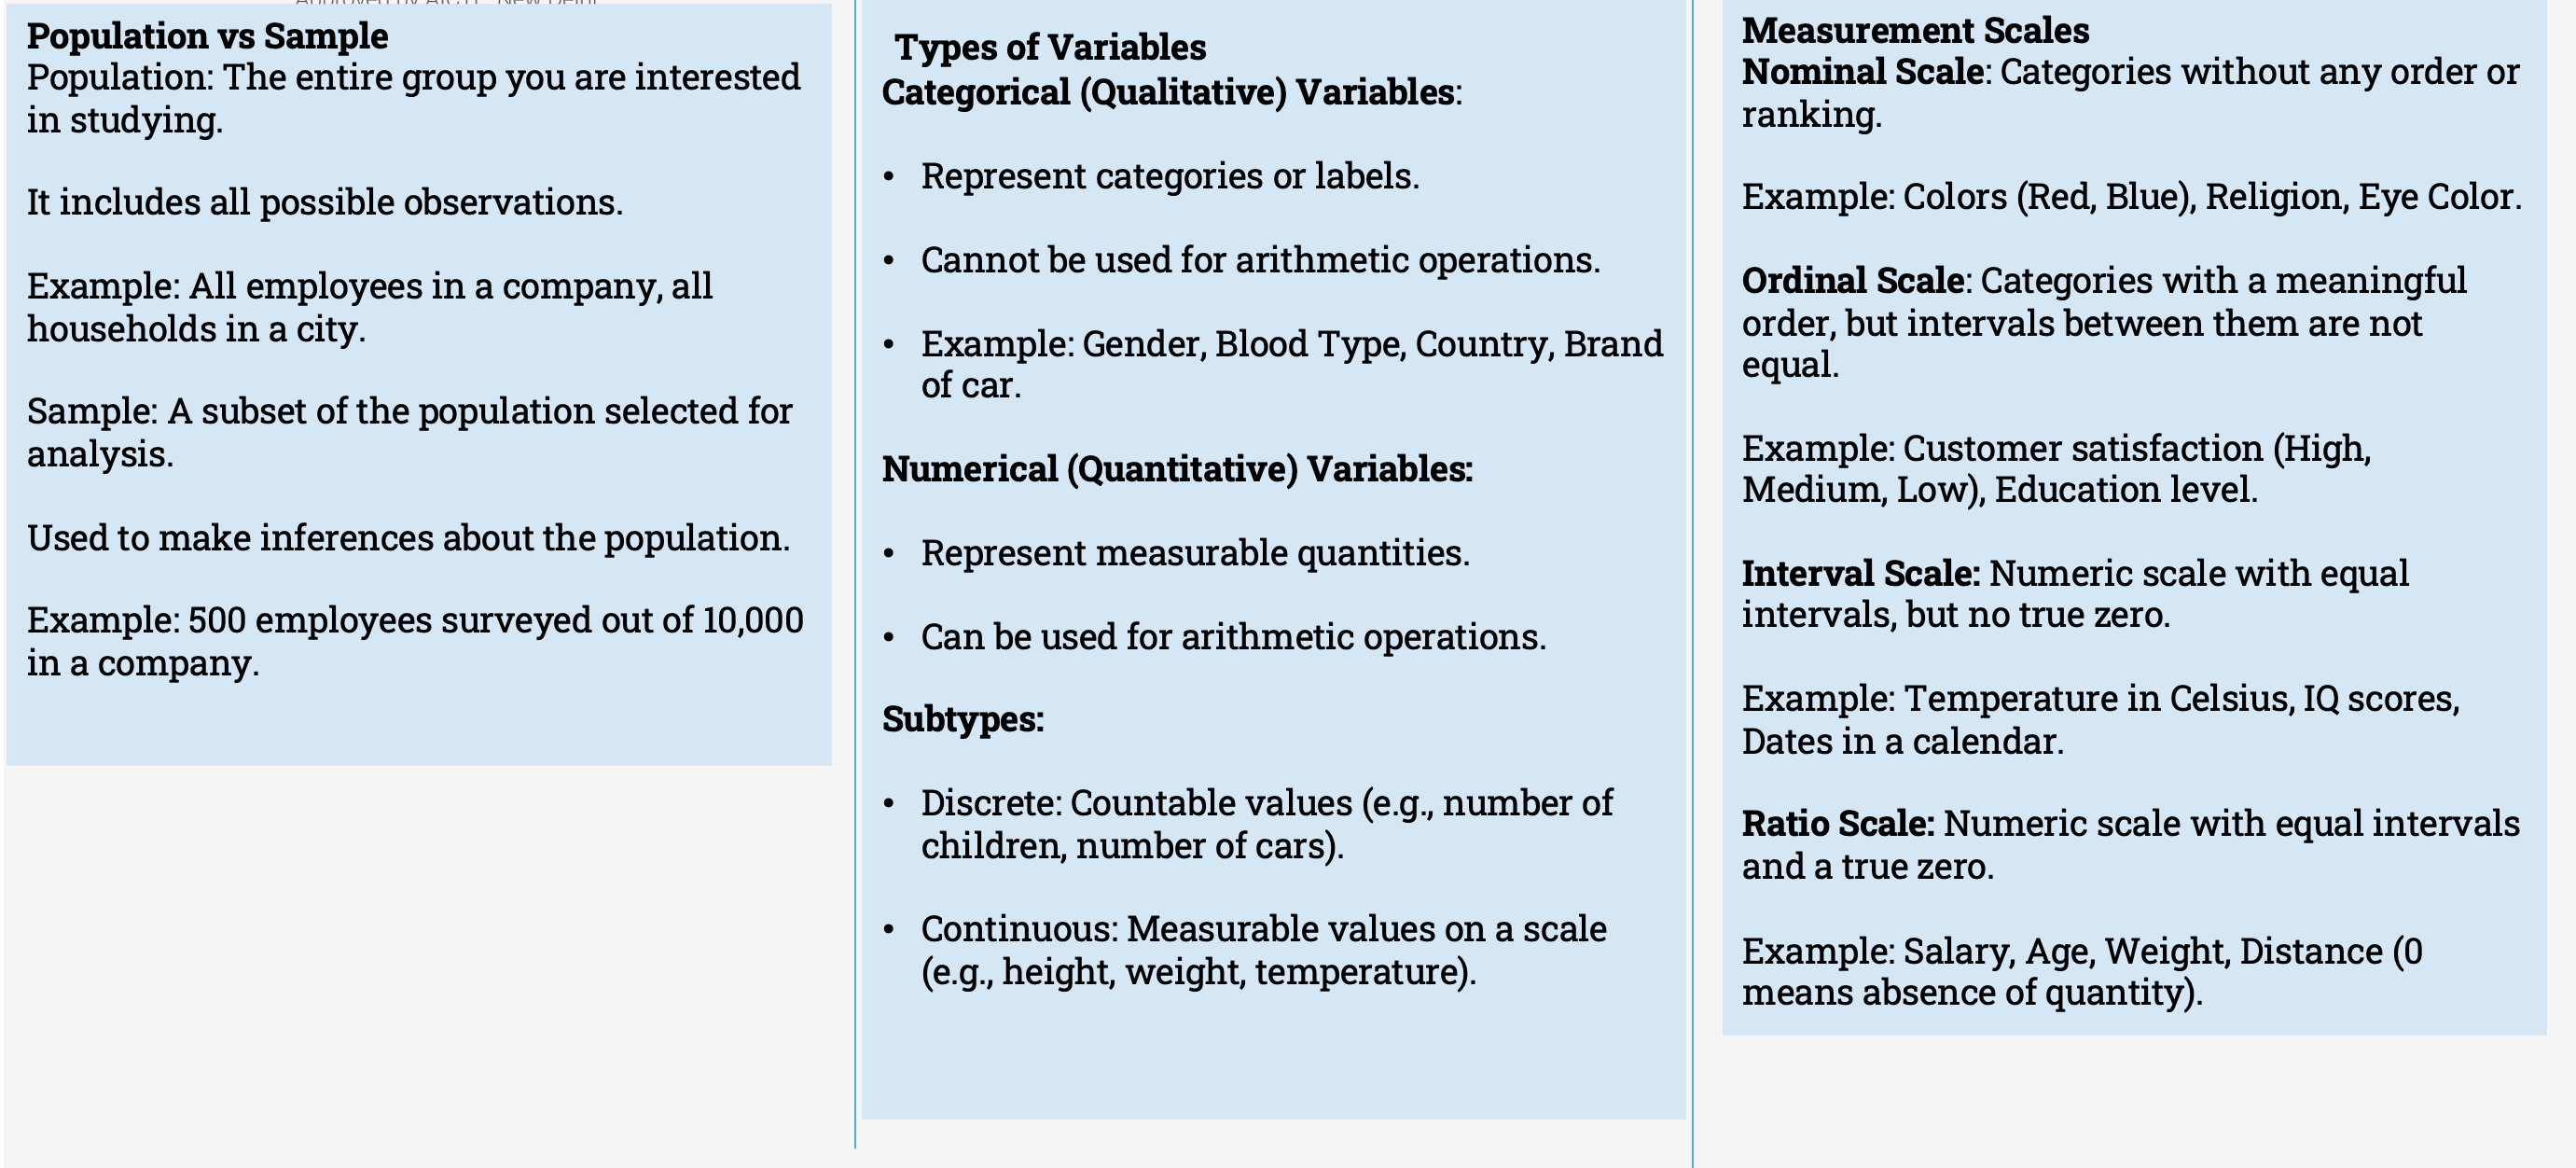 Population vs Sample
Population: The entire group you are interested
in studying.
It includes all possible observations.
Example: All employees in a company, all
households in a city.
Sample: A subset of the population selected for
analysis.
Used to make inferences about the population.
Example: 500 employees surveyed out of 10,000
in a company.
Types of Variables
Categorical (Qualitative) Variables:
• Represent categories or labels.
• Cannot be used for arithmetic operations.
• Example: Gender, Blood Type, Country, Brand
of car.
Numerical (Quantitative) Variables:
• Represent measurable quantities.
• Can be used for arithmetic operations.
Subtypes:
• Discrete: Countable values (e.g., number of
children, number of cars).
• Continuous: Measurable values on a scale
(e.g., height, weight, temperature).
Measurement Scales
Nominal Scale: Categories without any order or
ranking.
Example: Colors (Red, Blue), Religion, Eye Color.
Ordinal Scale: Categories with a meaningful
order, but intervals between them are not
equal.
Example: Customer satisfaction (High,
Medium, Low), Education level.
Interval Scale: Numeric scale with equal
intervals, but no true zero.
Example: Temperature in Celsius, IQ scores,
Dates in a calendar.
Ratio Scale: Numeric scale with equal intervals
and a true zero.
Example: Salary, Age, Weight, Distance (0
means absence of quantity).